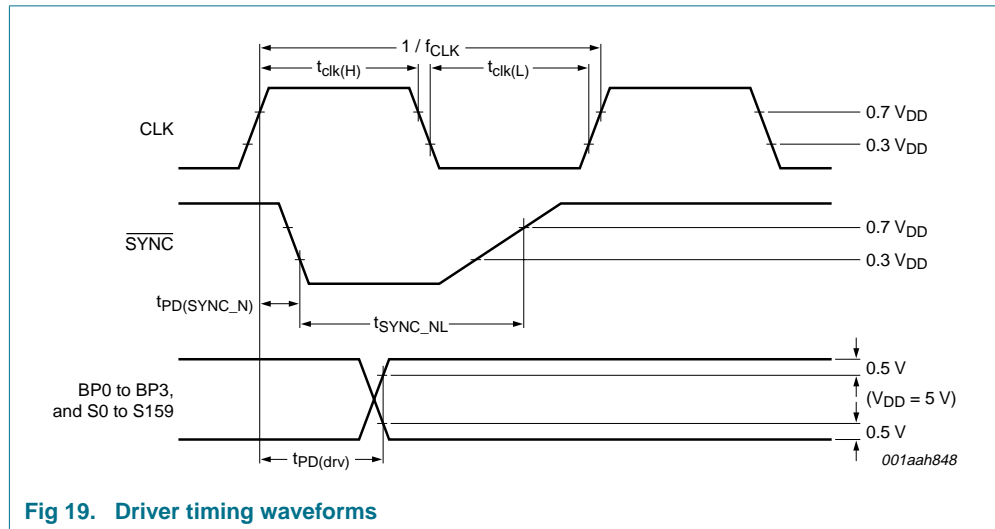 1 / fCLK
tclk(H)
tclk(L)
CLK
0.7 VDD
0.3 VDD
SYNC
0.7 VDD
0.3 VDD
tPD(SYNC_N)
tSYNC_NL
BP0 to BP3,
and S0 to S159
0.5 V
(VDD = 5 V)
0.5 V
tPD(drv)
001aah848
Fig 19. Driver timing waveforms